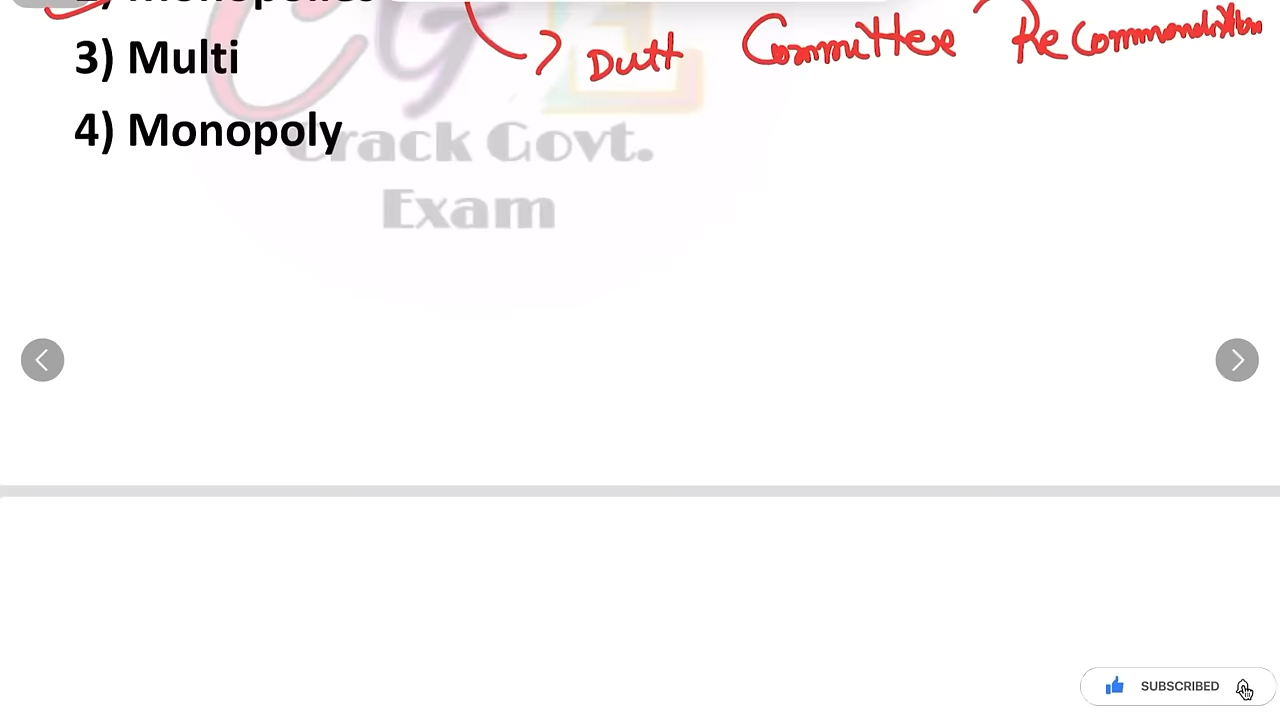 Dutt Committee Recommendation
3) Multi
4) Monopoly
Crack Govt.
Exam
SUBSCRIBED